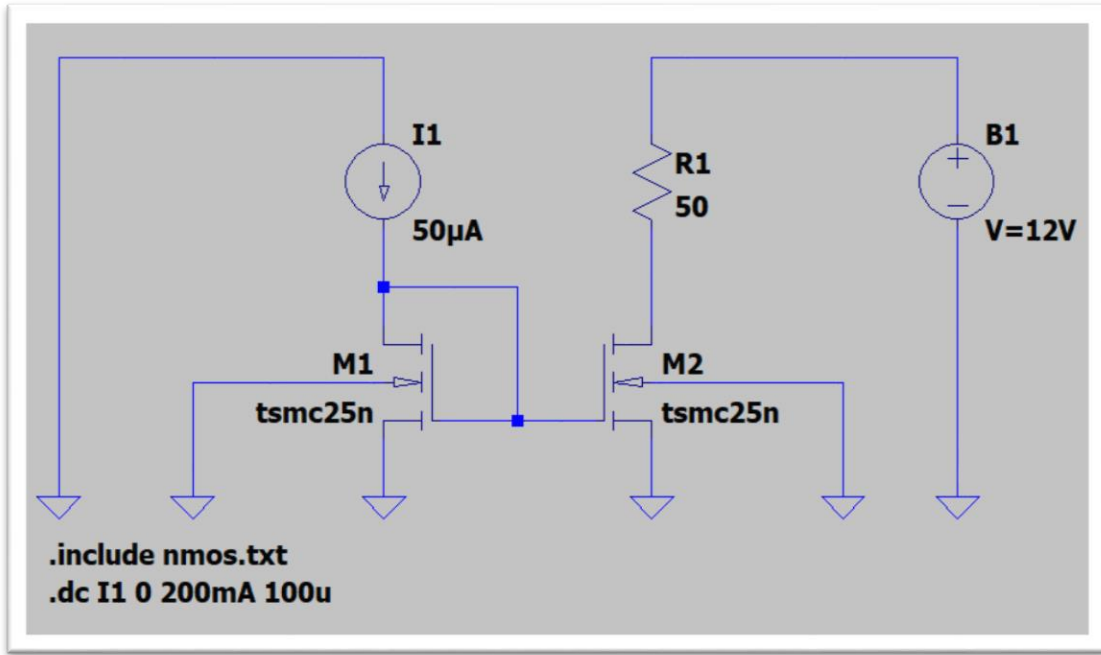 I1
50µA
R1
50
B1
V=12V
M1
tsmc25n
M2
tsmc25n
.include nmos.txt
.dc I1 0 200mA 100u